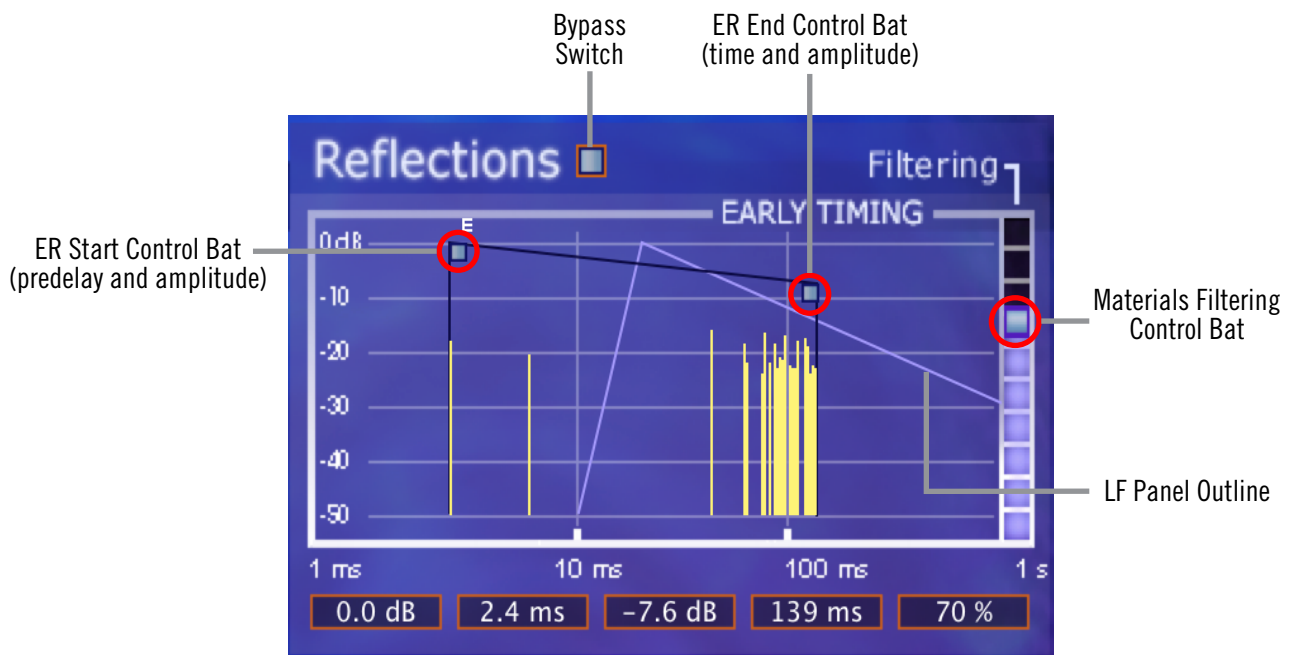 Bypass
Switch
ER End Control Bat
(time and amplitude)
Reflections
Filtering
EARLY TIMING
E
ER Start Control Bat
(predelay and amplitude)
0 dB
-10
-20
-30
-40
-50
Materials Filtering
Control Bat
LF Panel Outline
1 ms
10 ms
100 ms
1 s
0.0 dB
2.4 ms
–7.6 dB
139 ms
70 %